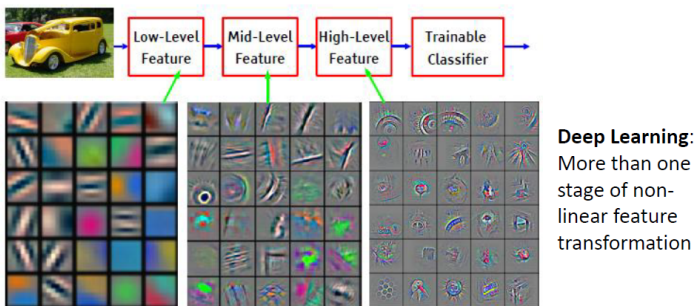 Low-Level
Feature
Mid-Level
Feature
High-Level
Feature
Trainable
Classifier
Deep Learning:
More than one
stage of non-
linear feature
transformation